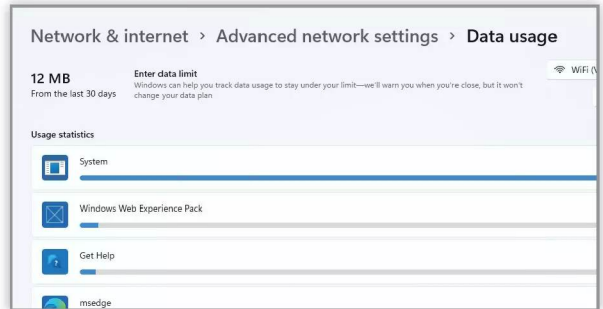 Network & internet > Advanced network settings > Data usage
12 MB
From the last 30 days
Enter data limit
Windows can help you track data usage to stay under your limit—we'll warn you when you're close, but it won't
change your data plan
WiFi
Usage statistics
System
Windows Web Experience Pack
Get Help
msedge